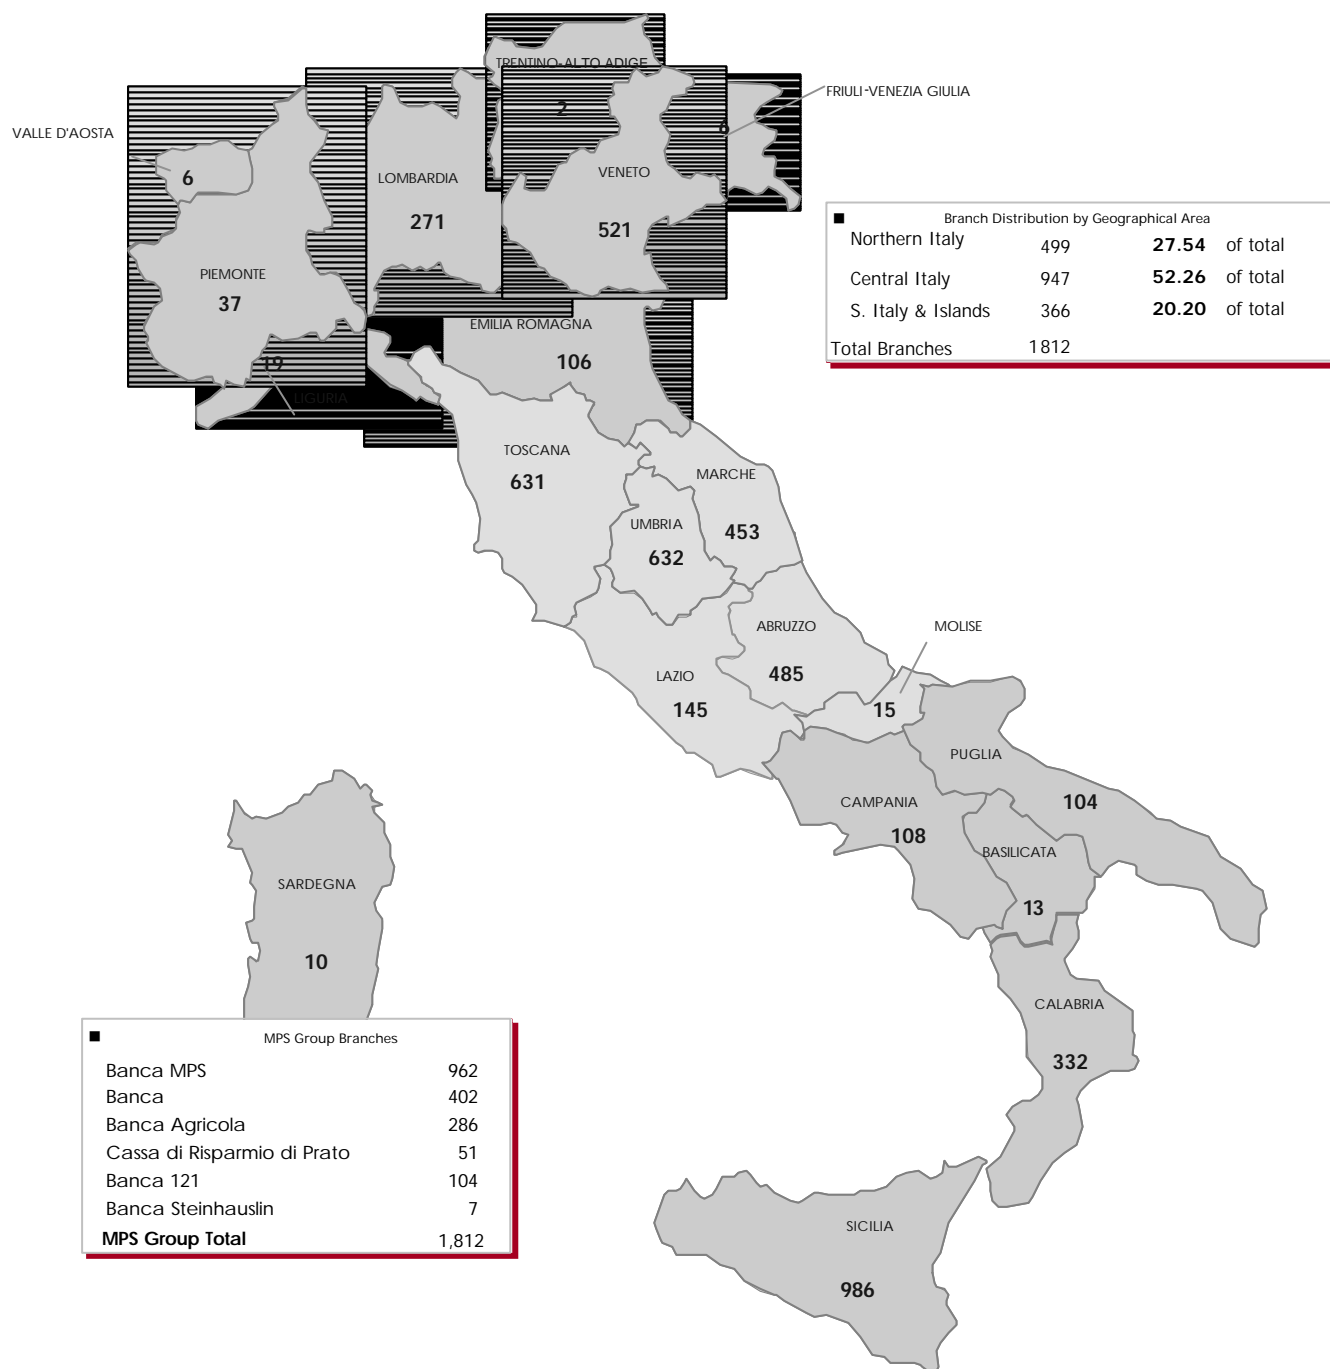 TRENTINO-ALTO ADIGE
2
FRIULI-VENEZIA GIULIA
6
VALLE D'AOSTA
6
LOMBARDIA
271
VENETO
521
PIEMONTE
37
■ Branch Distribution by Geographical Area
Northern Italy 499 27.54 of total
Central Italy 947 52.26 of total
S. Italy & Islands 366 20.20 of total
Total Branches 1812
EMILIA ROMAGNA
106
19
LIGURIA
TOSCANA
631
MARCHE
453
UMBRIA
632
ABRUZZO
485
MOLISE
15
LAZIO
145
PUGLIA
104
CAMPANIA
108
BASILICATA
13
SARDEGNA
10
CALABRIA
332
■ MPS Group Branches
Banca MPS 962
Banca 402
Banca Agricola 286
Cassa di Risparmio di Prato 51
Banca 121 104
Banca Steinhauslin 7
MPS Group Total 1,812
SICILIA
986